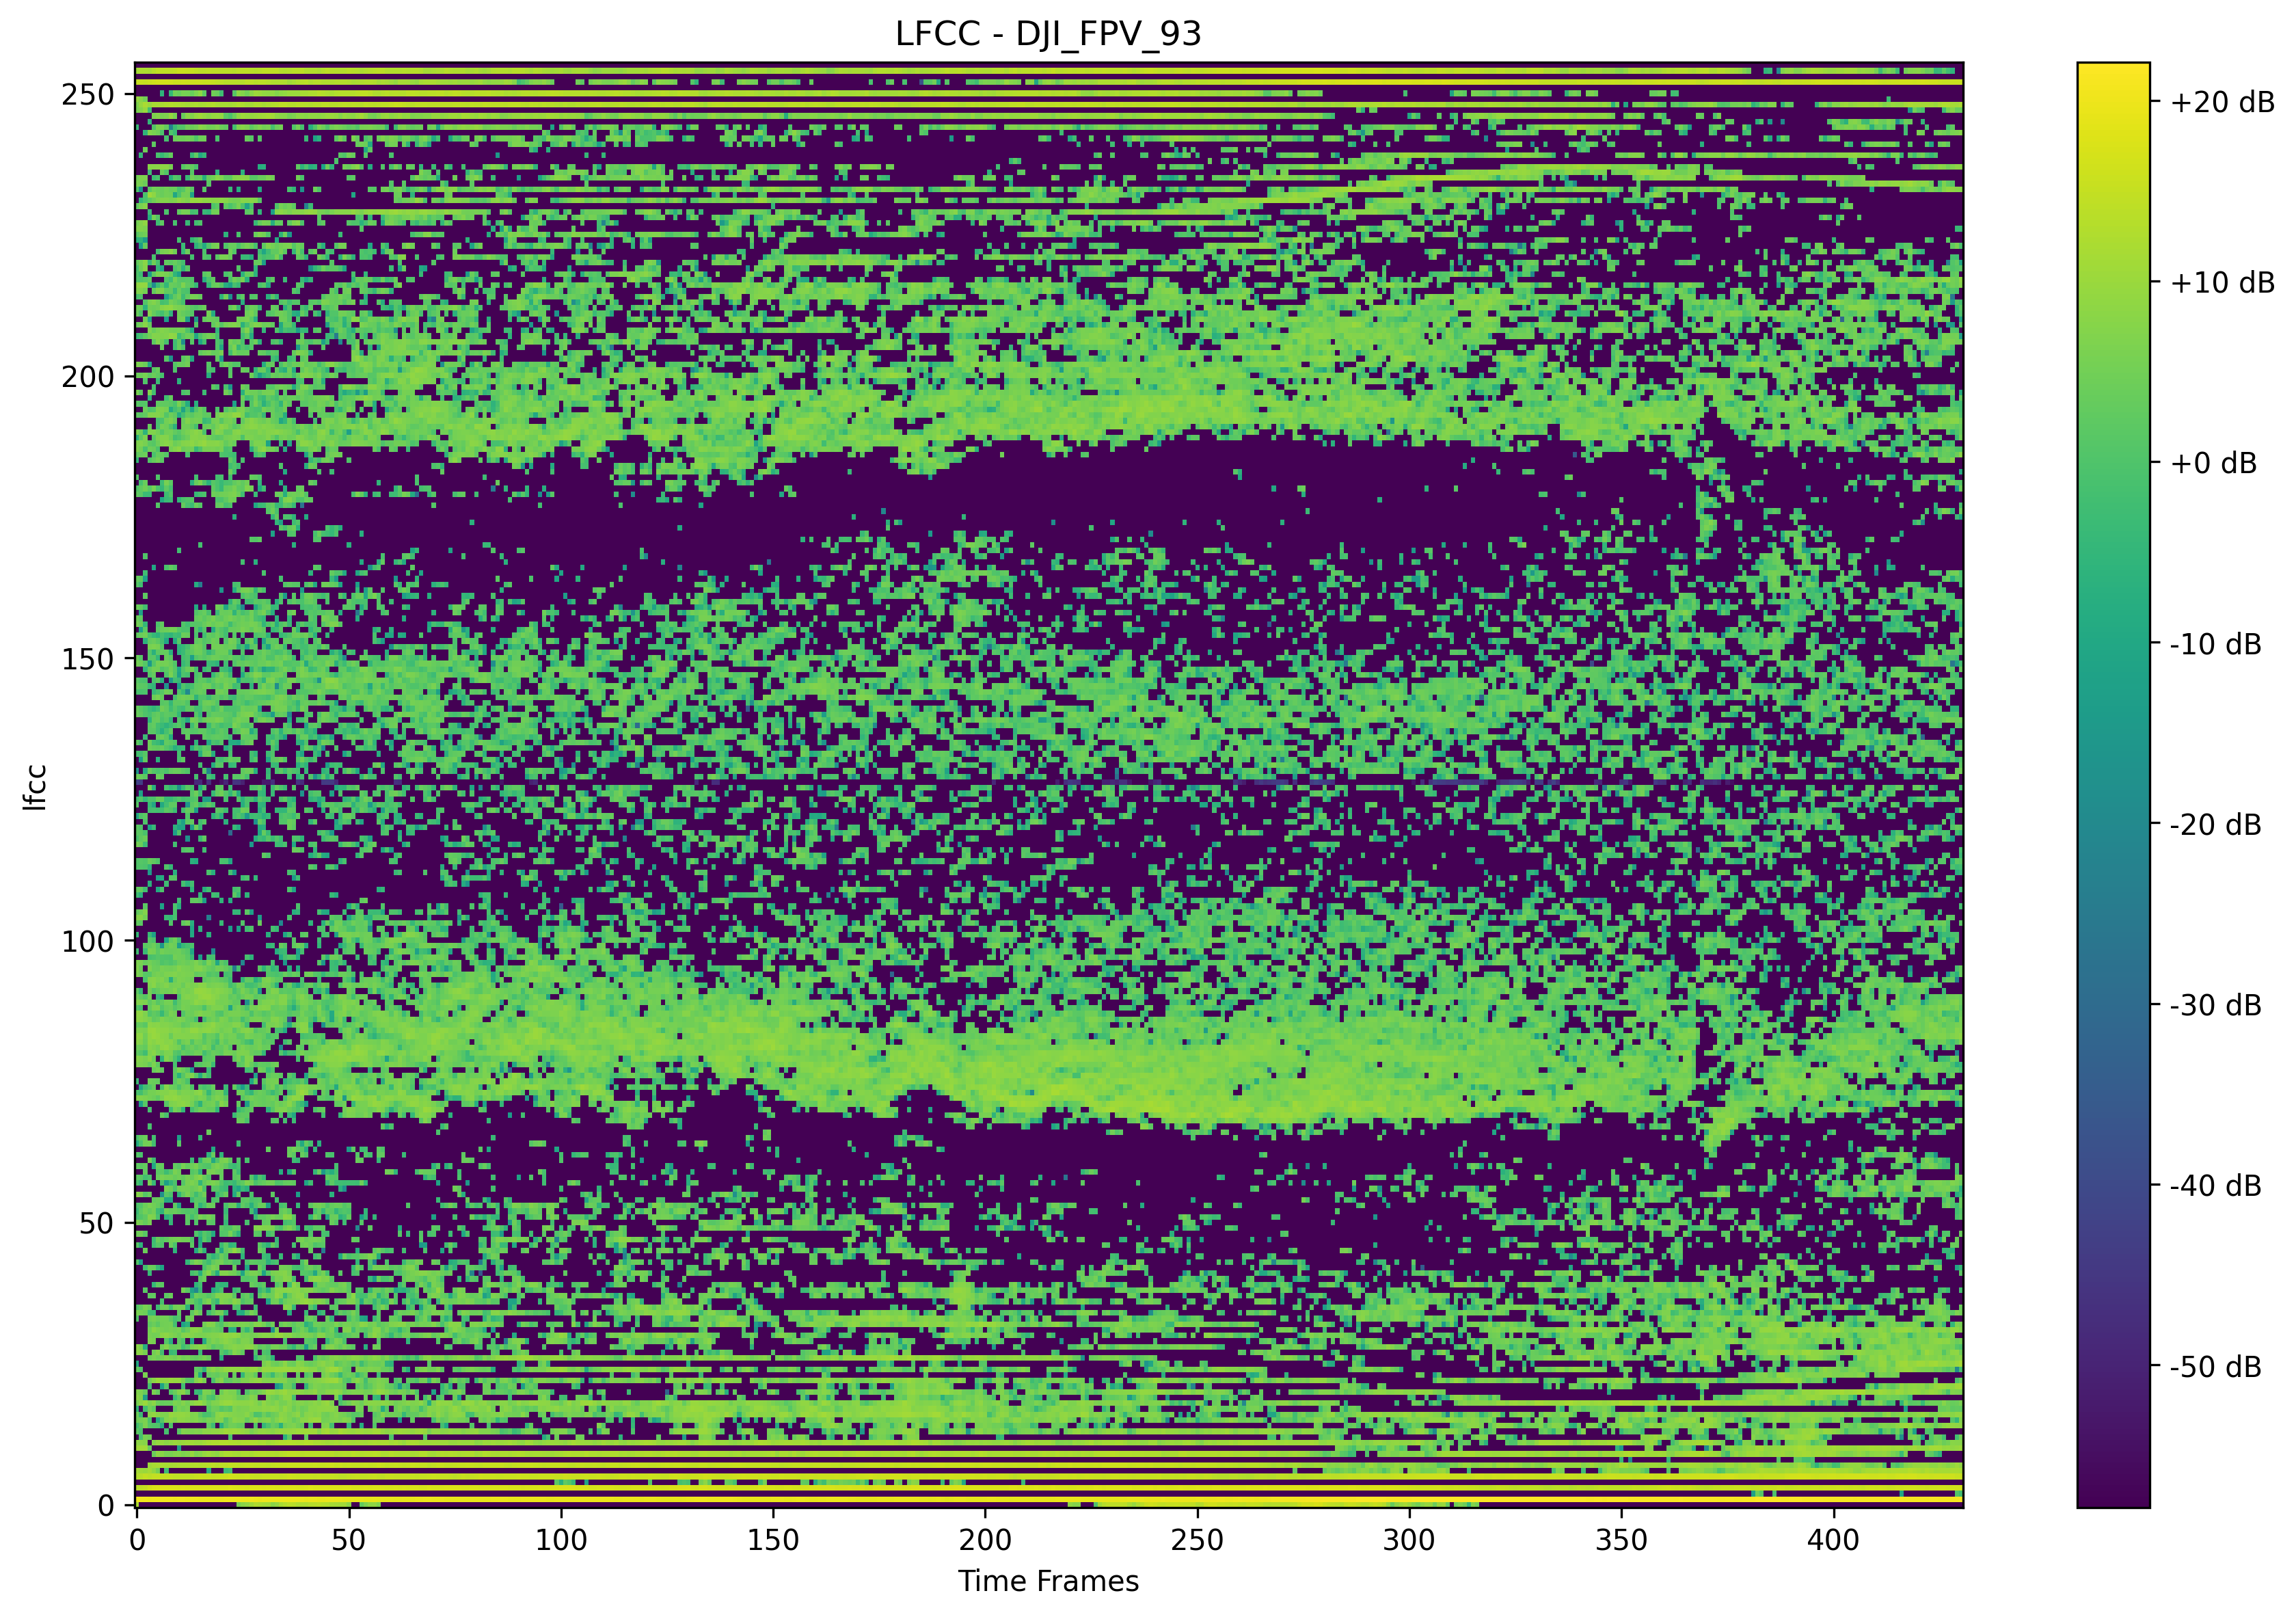 LFCC - DJI_FPV_93
250
200
150
100
50
0
lfcc
0 50 100 150 200 250 300 350 400
Time Frames
+20 dB
+10 dB
+0 dB
-10 dB
-20 dB
-30 dB
-40 dB
-50 dB